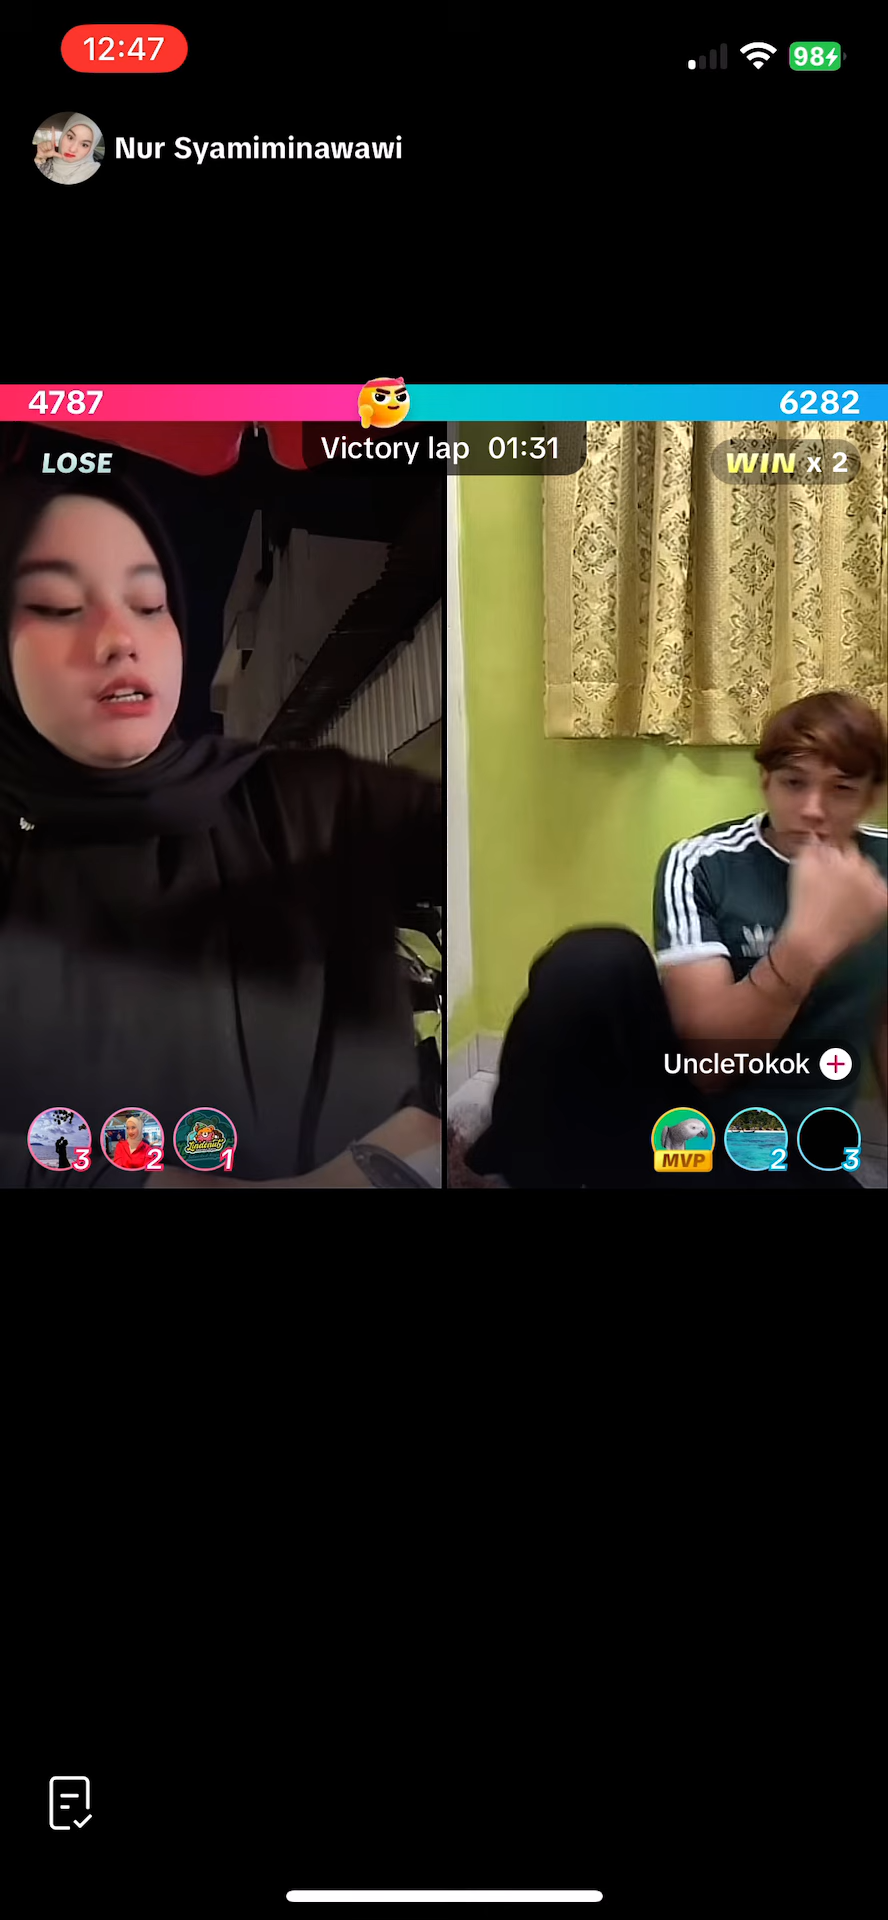 12:47
98
Nur Syamiminawawi
4787
6282
Victory lap 01:31
LOSE
WIN x 2
UncleTokok
3
2
1
MVP
2
3